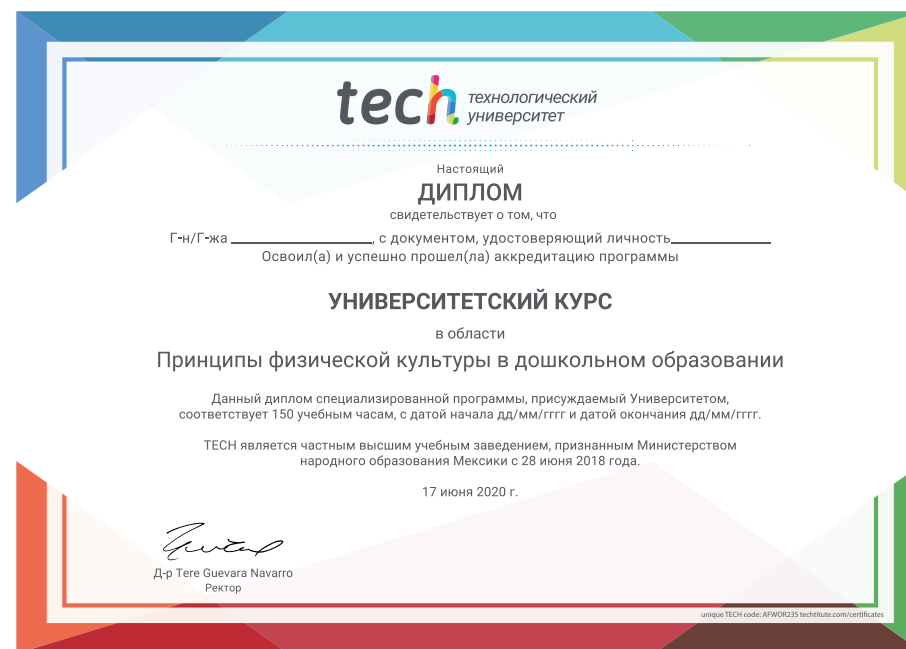 tech технологический
университет
Настоящий
ДИПЛОМ
свидетельствует о том, что
Г-н/Г-жа ________________, с документом, удостоверяющий личность____________
Освоил(а) и успешно прошел(ла) аккредитацию программы
УНИВЕРСИТЕТСКИЙ КУРС
в области
Принципы физической культуры в дошкольном образовании
Данный диплом специализированной программы, присуждаемый Университетом,
соответствует 150 учебным часам, с датой начала дд/мм/гггг и датой окончания дд/мм/гггг.
TECH является частным высшим учебным заведением, признанным Министерством
народного образования Мексики с 28 июня 2018 года.
17 июня 2020 г.
Д-р Tere Guevara Navarro
Ректор
unique TECH code: AFWOR23S techtitute.com/certificates